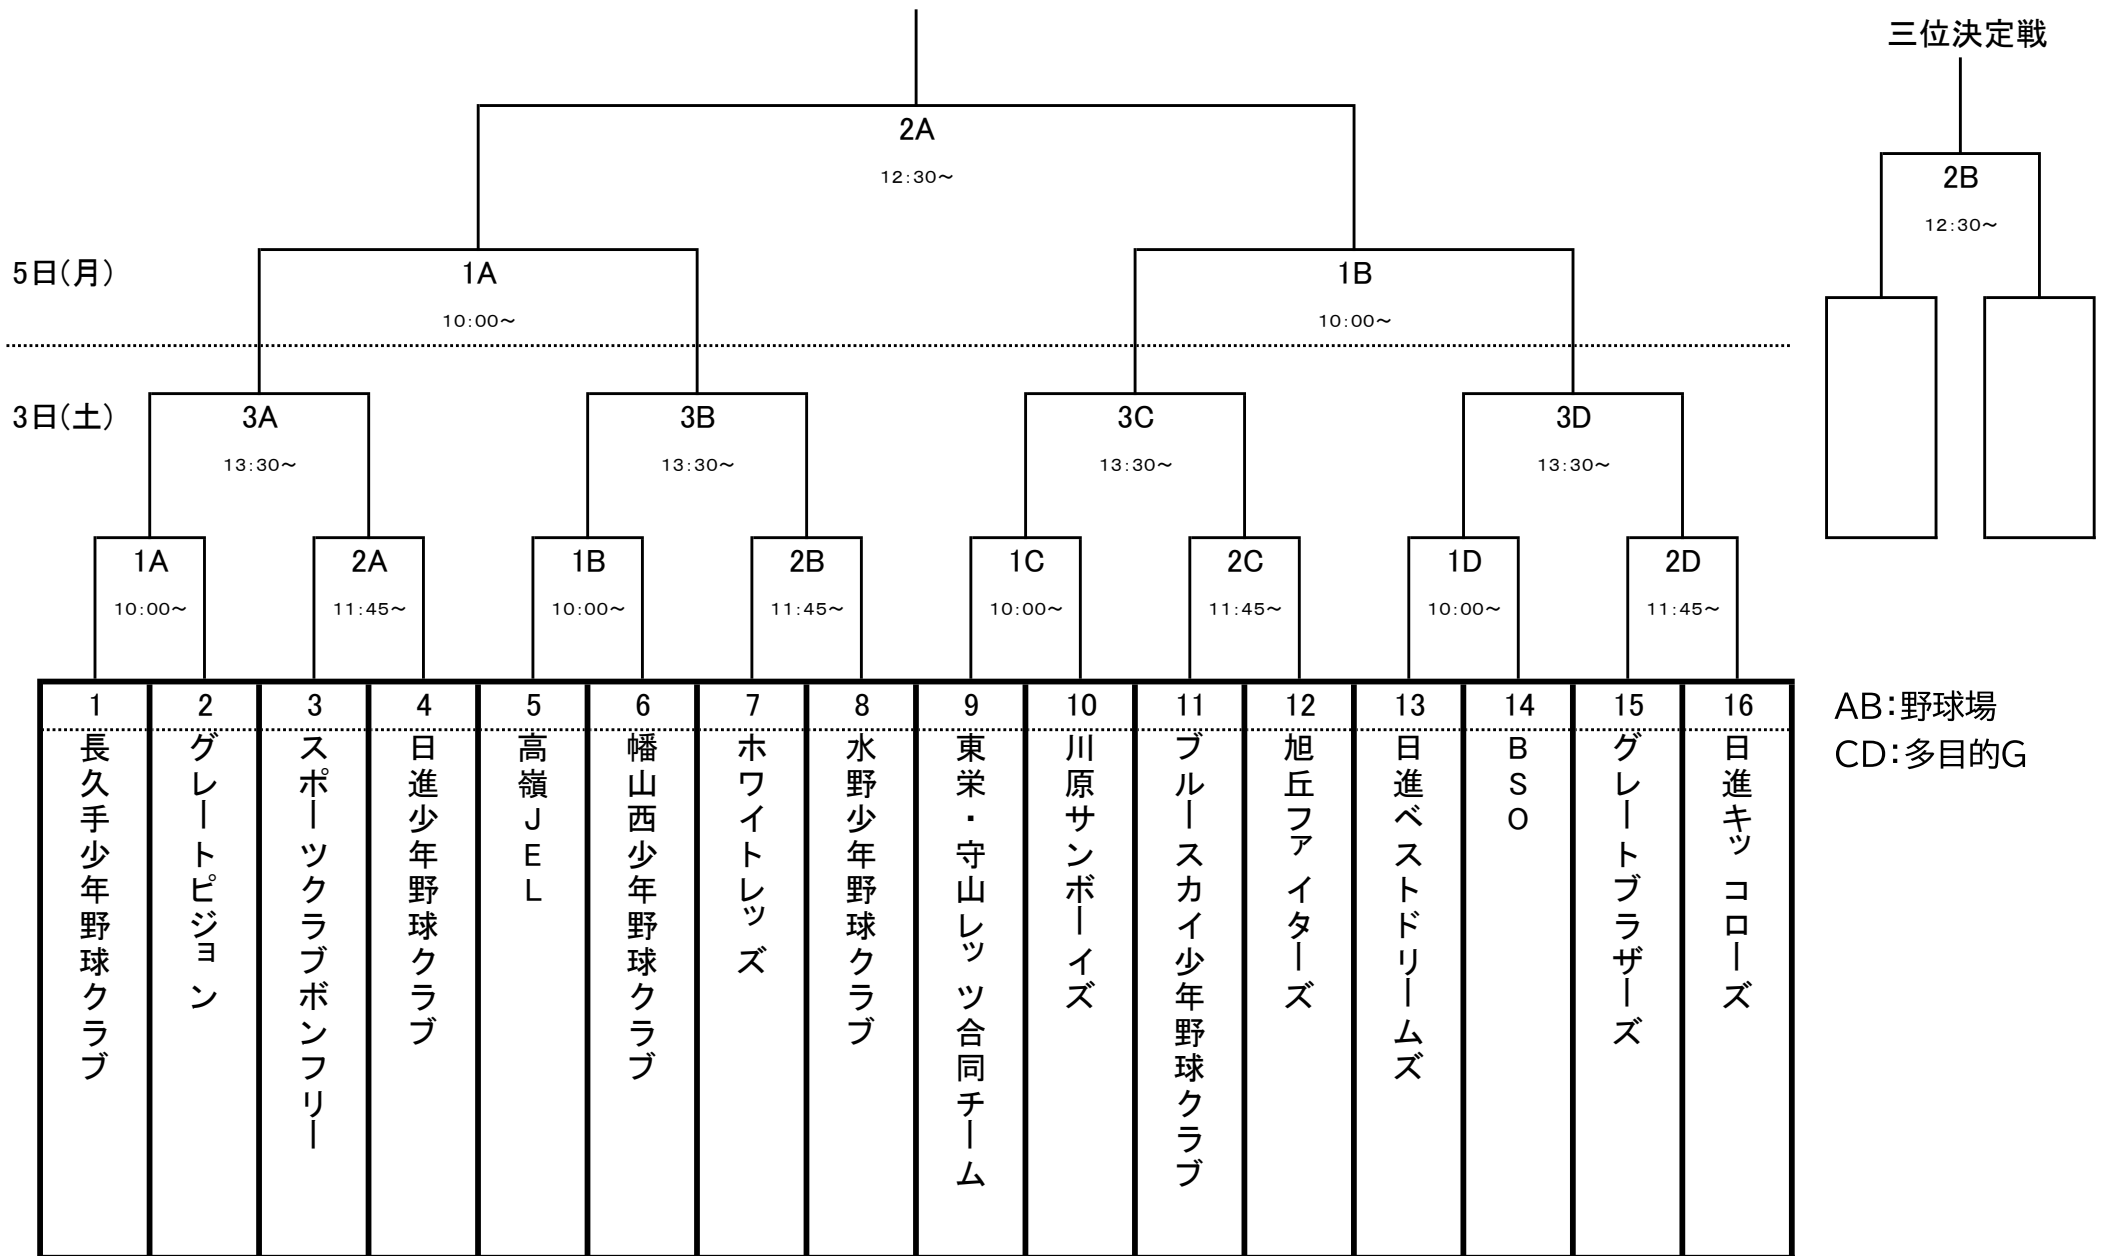 三位決定戦
2A
12:30～
2B
12:30～
5日(月)
1A
10:00～
1B
10:00～
3日(土)
3A
13:30～
3B
13:30～
3C
13:30～
3D
13:30～
1A
10:00～
2A
11:45～
1B
10:00～
2B
11:45～
1C
10:00～
2C
11:45～
1D
10:00～
2D
11:45～
1
長久手少年野球クラブ
2
グレートピジョン
3
スポーツクラブボンフリー
4
日進少年野球クラブ
5
高嶺JEL
6
幡山西少年野球クラブ
7
ホワイトレッズ
8
水野少年野球クラブ
9
東栄・守山レッツ合同チーム
10
川原サンボーイズ
11
ブルースカイ少年野球クラブ
12
旭丘ファイターズ
13
日進ベストドリームズ
14
BSO
15
グレートブラザーズ
16
日進キッコローズ
AB:野球場
CD:多目的G